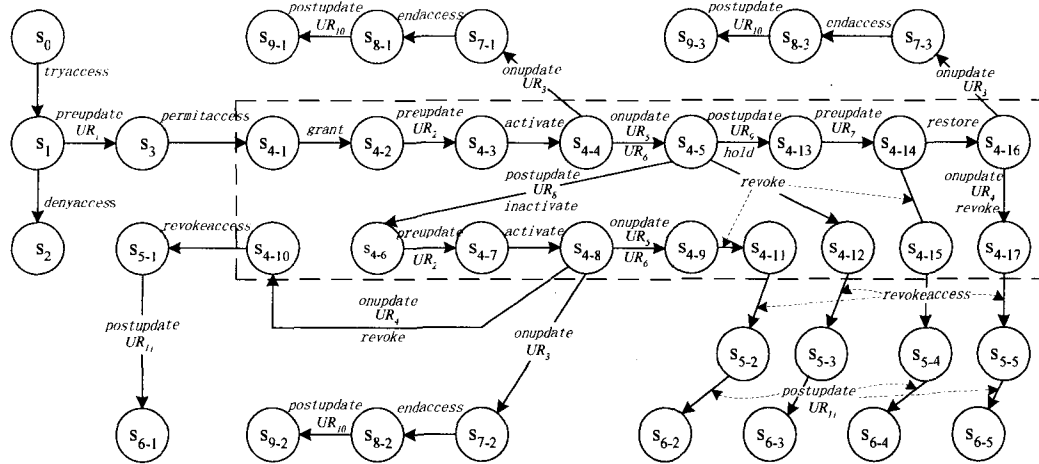 S0
tryaccess
S1
preupdate
UR1
S3
permitaccess
denyaccess
S2
S9-1
postupdate
UR10
S8-1
endaccess
S7-1
onupdate
UR3
S9-3
postupdate
UR10
S8-3
endaccess
S7-3
onupdate
UR3
S4-1
grant
S4-2
preupdate
UR2
S4-3
activate
S4-4
onupdate
UR5
UR6
S4-5
postupdate
UR9
hold
S4-13
preupdate
UR7
S4-14
restore
S4-16
postupdate
UR8
inactivate
revoke
onupdate
UR4
revoke
S5-1
revokeaccess
S4-10
S4-6
preupdate
UR2
S4-7
activate
S4-8
onupdate
UR5
UR6
S4-9
S4-11
S4-12
S4-15
S4-17
onupdate
UR4
revoke
revokeaccess
postupdate
UR11
onupdate
UR3
S5-2
S5-3
S5-4
S5-5
postupdate
UR11
S6-1
S9-2
postupdate
UR10
S8-2
endaccess
S7-2
S6-2
S6-3
S6-4
S6-5